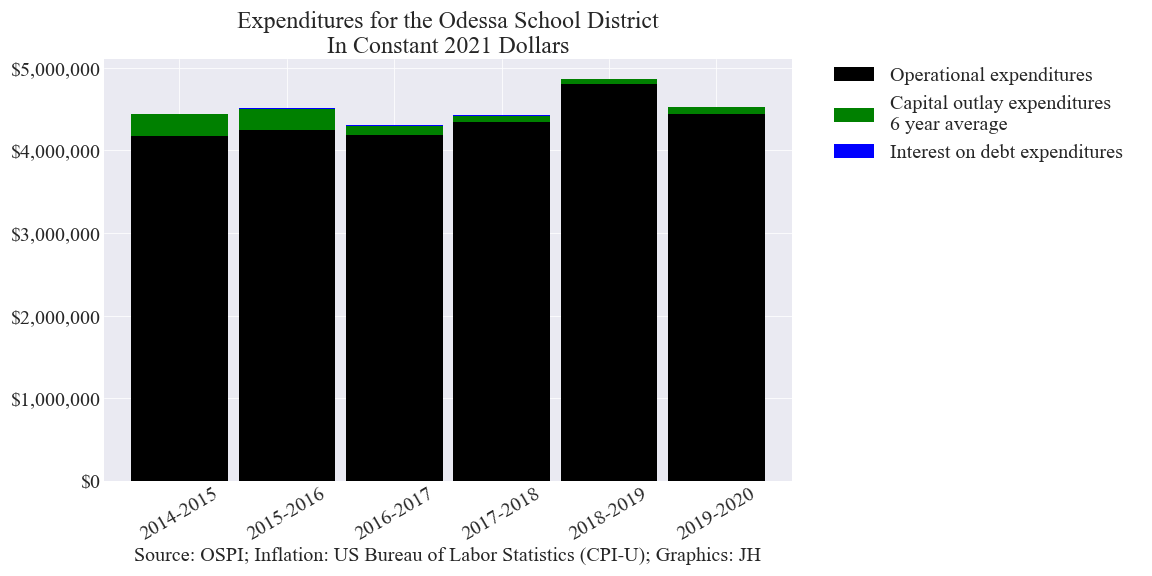 Expenditures for the Odessa School District
In Constant 2021 Dollars
$5,000,000
$4,000,000
$3,000,000
$2,000,000
$1,000,000
$0
2014-2015
2015-2016
2016-2017
2017-2018
2018-2019
2019-2020
Source: OSPI; Inflation: US Bureau of Labor Statistics (CPI-U); Graphics: JH
Operational expenditures
Capital outlay expenditures
6 year average
Interest on debt expenditures